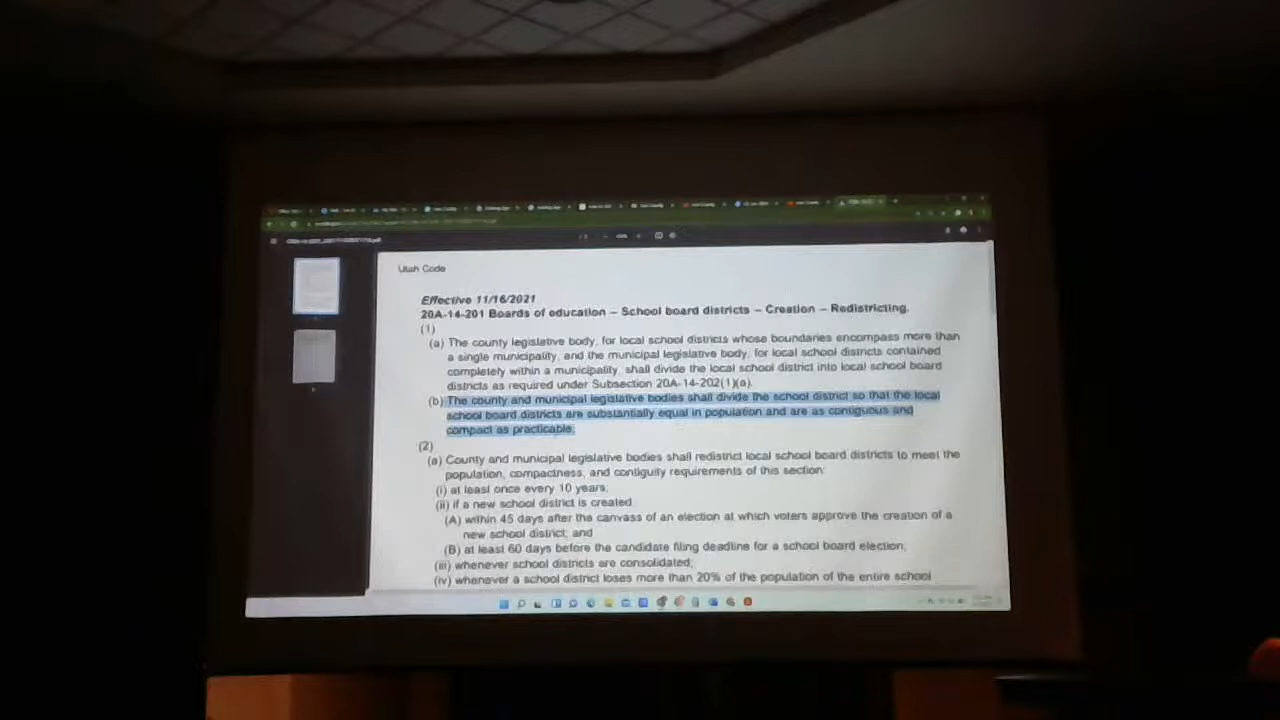 Utah Code
Effective 11/16/2021
20A-14-201 Boards of education – School board districts – Creation – Redistricting.
(1)
(a) The county legislative body, for local school districts whose boundaries encompass more than
a single municipality, and the municipal legislative body, for local school districts contained
completely within a municipality, shall divide the local school district into local school board
districts as required under Subsection 20A-14-202(1)(a).
(b) The county and municipal legislative bodies shall divide the school district so that the local
school board districts are substantially equal in population and are as contiguous and
compact as practicable.
(2)
(a) County and municipal legislative bodies shall redistrict local school board districts to meet the
population, compactness, and contiguity requirements of this section:
(i) at least once every 10 years;
(ii) if a new school district is created:
(A) within 45 days after the canvass of an election at which voters approve the creation of a
new school district; and
(B) at least 60 days before the candidate filing deadline for a school board election;
(iii) whenever school districts are consolidated;
(iv) whenever a school district loses more than 20% of the population of the entire school